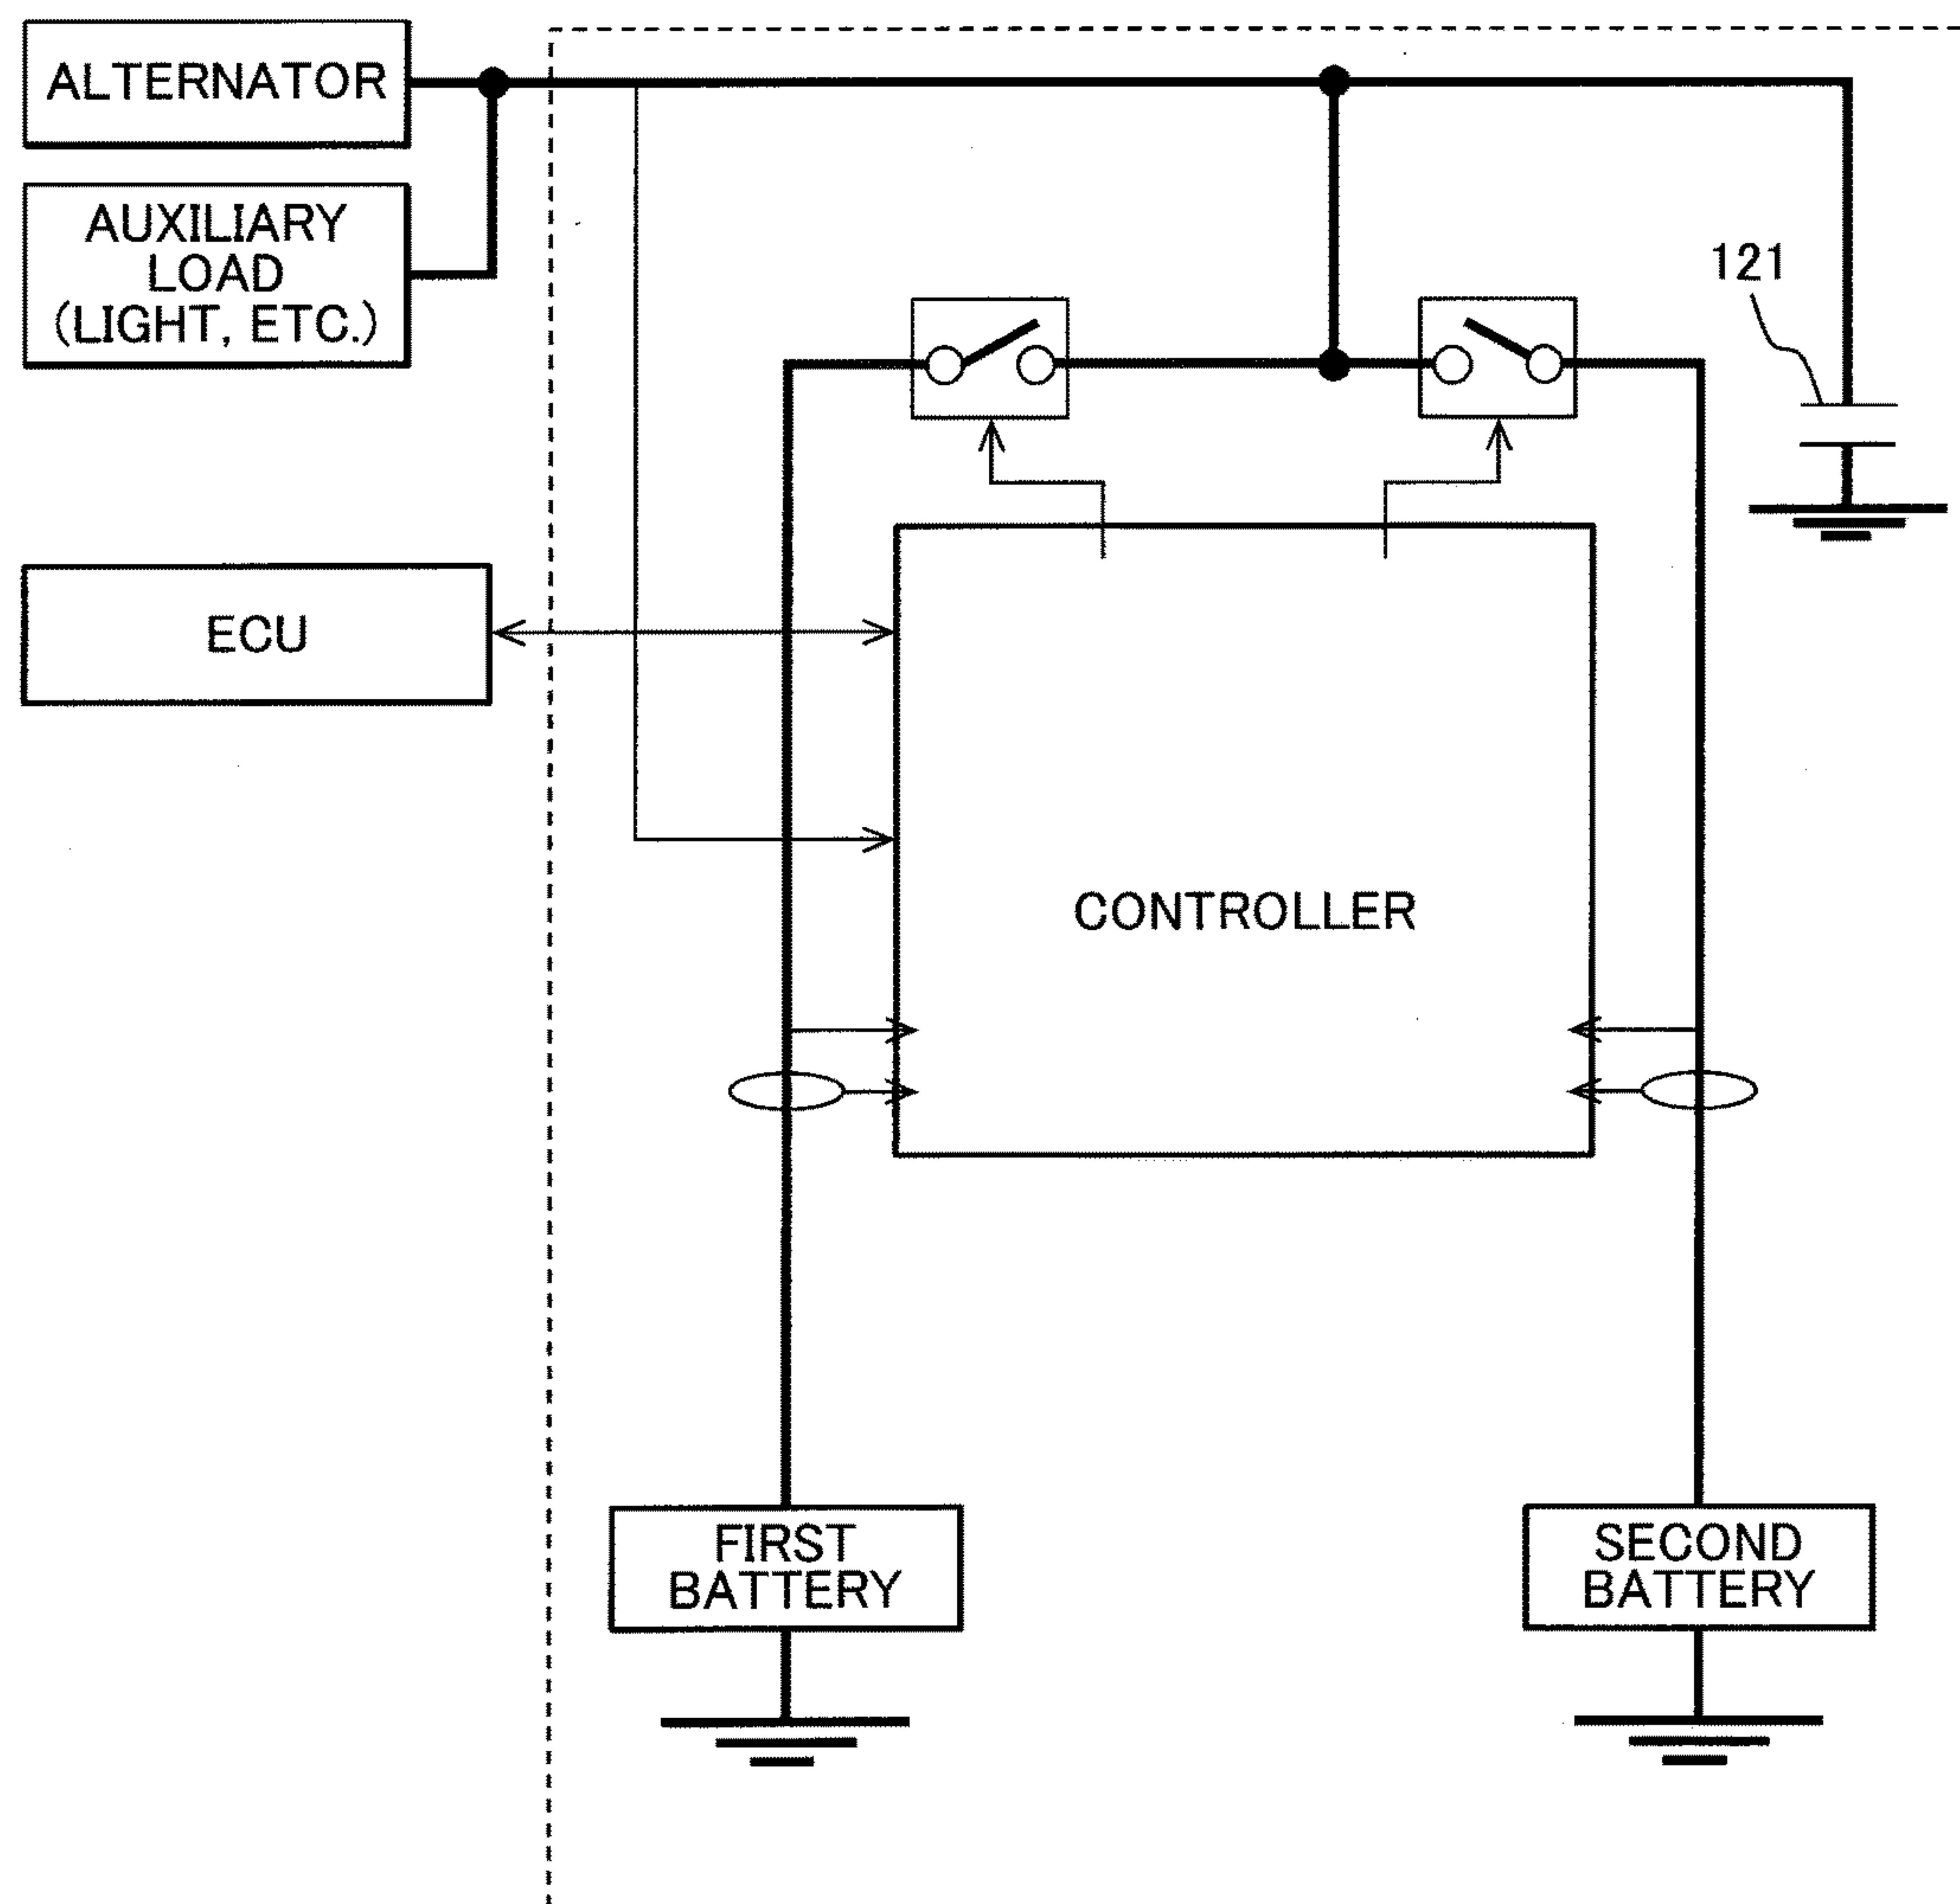 ALTERNATOR
AUXILIARY
LOAD
(LIGHT, ETC.)
121
ECU
CONTROLLER
FIRST
BATTERY
SECOND
BATTERY